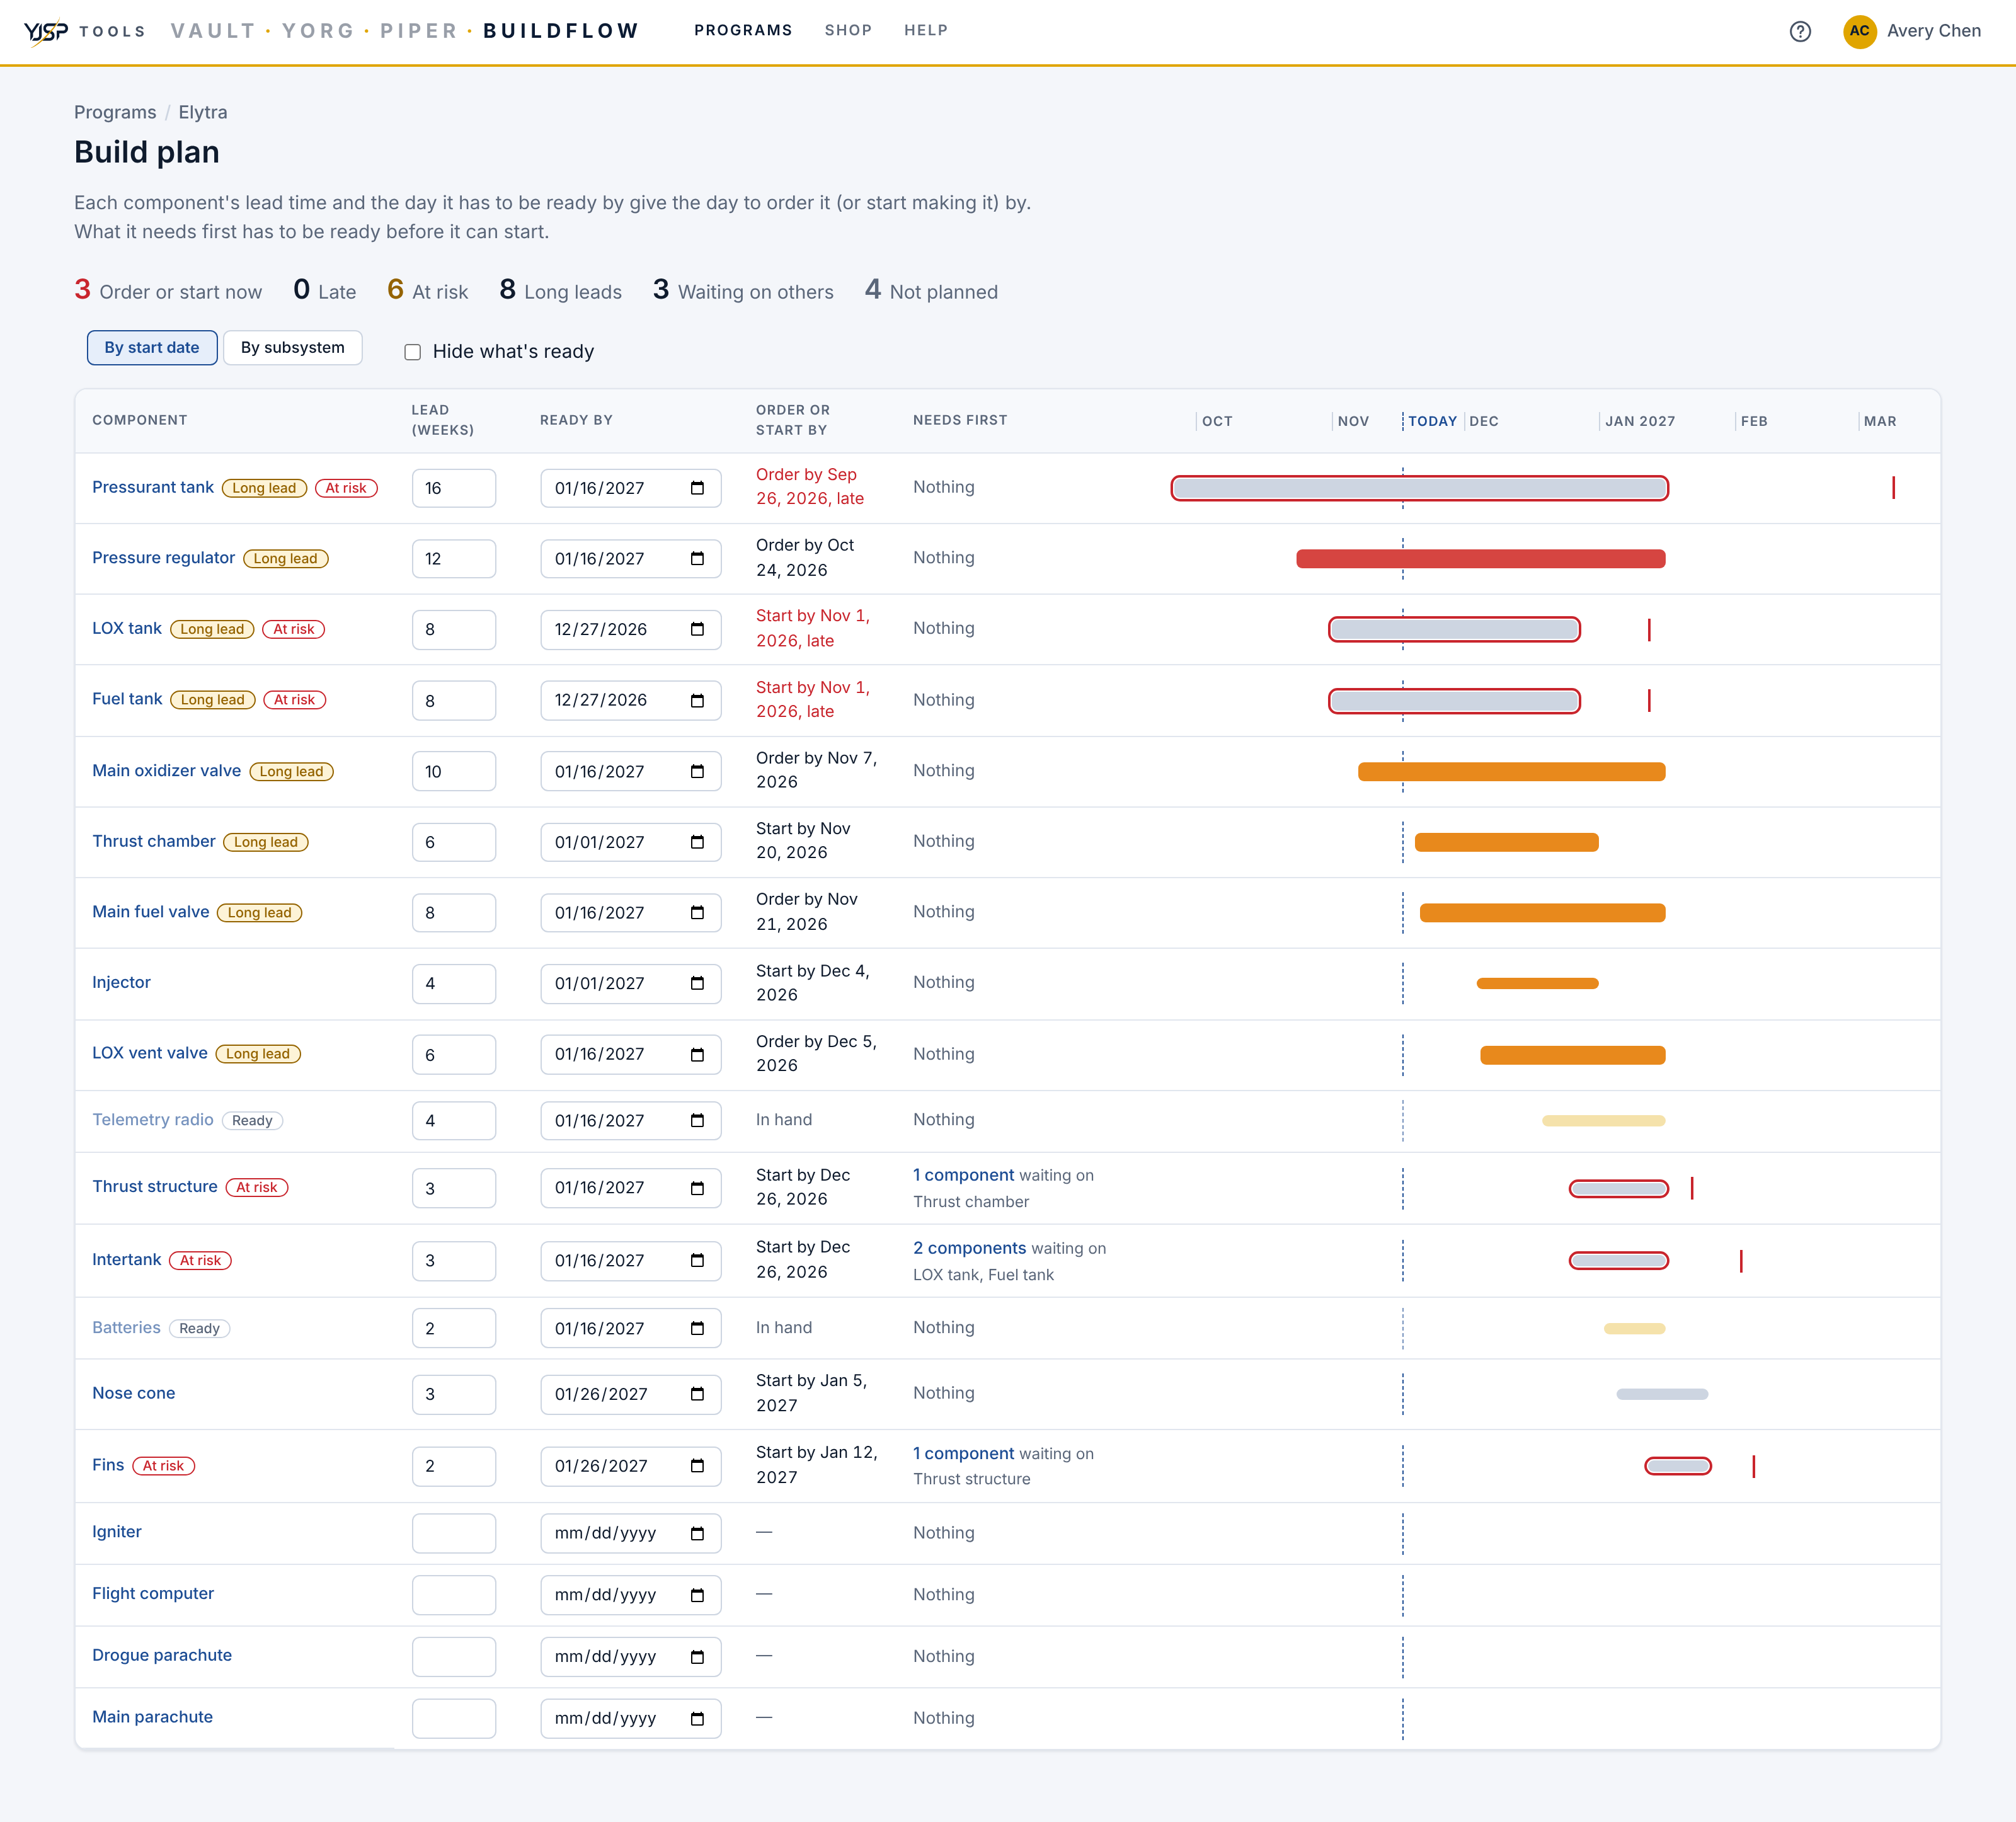 YJSP TOOLS VAULT · YORG · PIPER · BUILDFLOW PROGRAMS SHOP HELP ? AC Avery Chen
Programs / Elytra
Build plan
Each component's lead time and the day it has to be ready by give the day to order it (or start making it) by.
What it needs first has to be ready before it can start.
3 Order or start now 0 Late 6 At risk 8 Long leads 3 Waiting on others 4 Not planned
By start date By subsystem Hide what's ready
COMPONENT LEAD (WEEKS) READY BY ORDER OR START BY NEEDS FIRST OCT NOV TODAY DEC JAN 2027 FEB MAR
Pressurant tank Long lead At risk 16 01/16/2027 Order by Sep 26, 2026, late Nothing
Pressure regulator Long lead 12 01/16/2027 Order by Oct 24, 2026 Nothing
LOX tank Long lead At risk 8 12/27/2026 Start by Nov 1, 2026, late Nothing
Fuel tank Long lead At risk 8 12/27/2026 Start by Nov 1, 2026, late Nothing
Main oxidizer valve Long lead 10 01/16/2027 Order by Nov 7, 2026 Nothing
Thrust chamber Long lead 6 01/01/2027 Start by Nov 20, 2026 Nothing
Main fuel valve Long lead 8 01/16/2027 Order by Nov 21, 2026 Nothing
Injector 4 01/01/2027 Start by Dec 4, 2026 Nothing
LOX vent valve Long lead 6 01/16/2027 Order by Dec 5, 2026 Nothing
Telemetry radio Ready 4 01/16/2027 In hand Nothing
Thrust structure At risk 3 01/16/2027 Start by Dec 26, 2026 1 component waiting on Thrust chamber
Intertank At risk 3 01/16/2027 Start by Dec 26, 2026 2 components waiting on LOX tank, Fuel tank
Batteries Ready 2 01/16/2027 In hand Nothing
Nose cone 3 01/26/2027 Start by Jan 5, 2027 Nothing
Fins At risk 2 01/26/2027 Start by Jan 12, 2027 1 component waiting on Thrust structure
Igniter mm/dd/yyyy — Nothing
Flight computer mm/dd/yyyy — Nothing
Drogue parachute mm/dd/yyyy — Nothing
Main parachute mm/dd/yyyy — Nothing